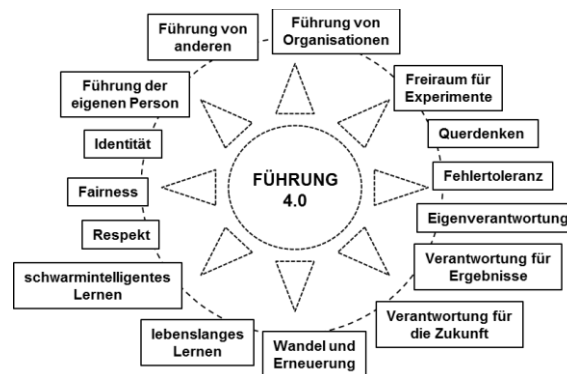 Führung von
anderen
Führung von
Organisationen
Führung der
eigenen Person
Freiraum für
Experimente
Identität
Querdenken
Fairness
FÜHRUNG
4.0
Fehlertoleranz
Respekt
Eigenverantwortung
schwarmintelligentes
Lernen
Verantwortung für
Ergebnisse
lebenslanges
Lernen
Wandel und
Erneuerung
Verantwortung für
die Zukunft